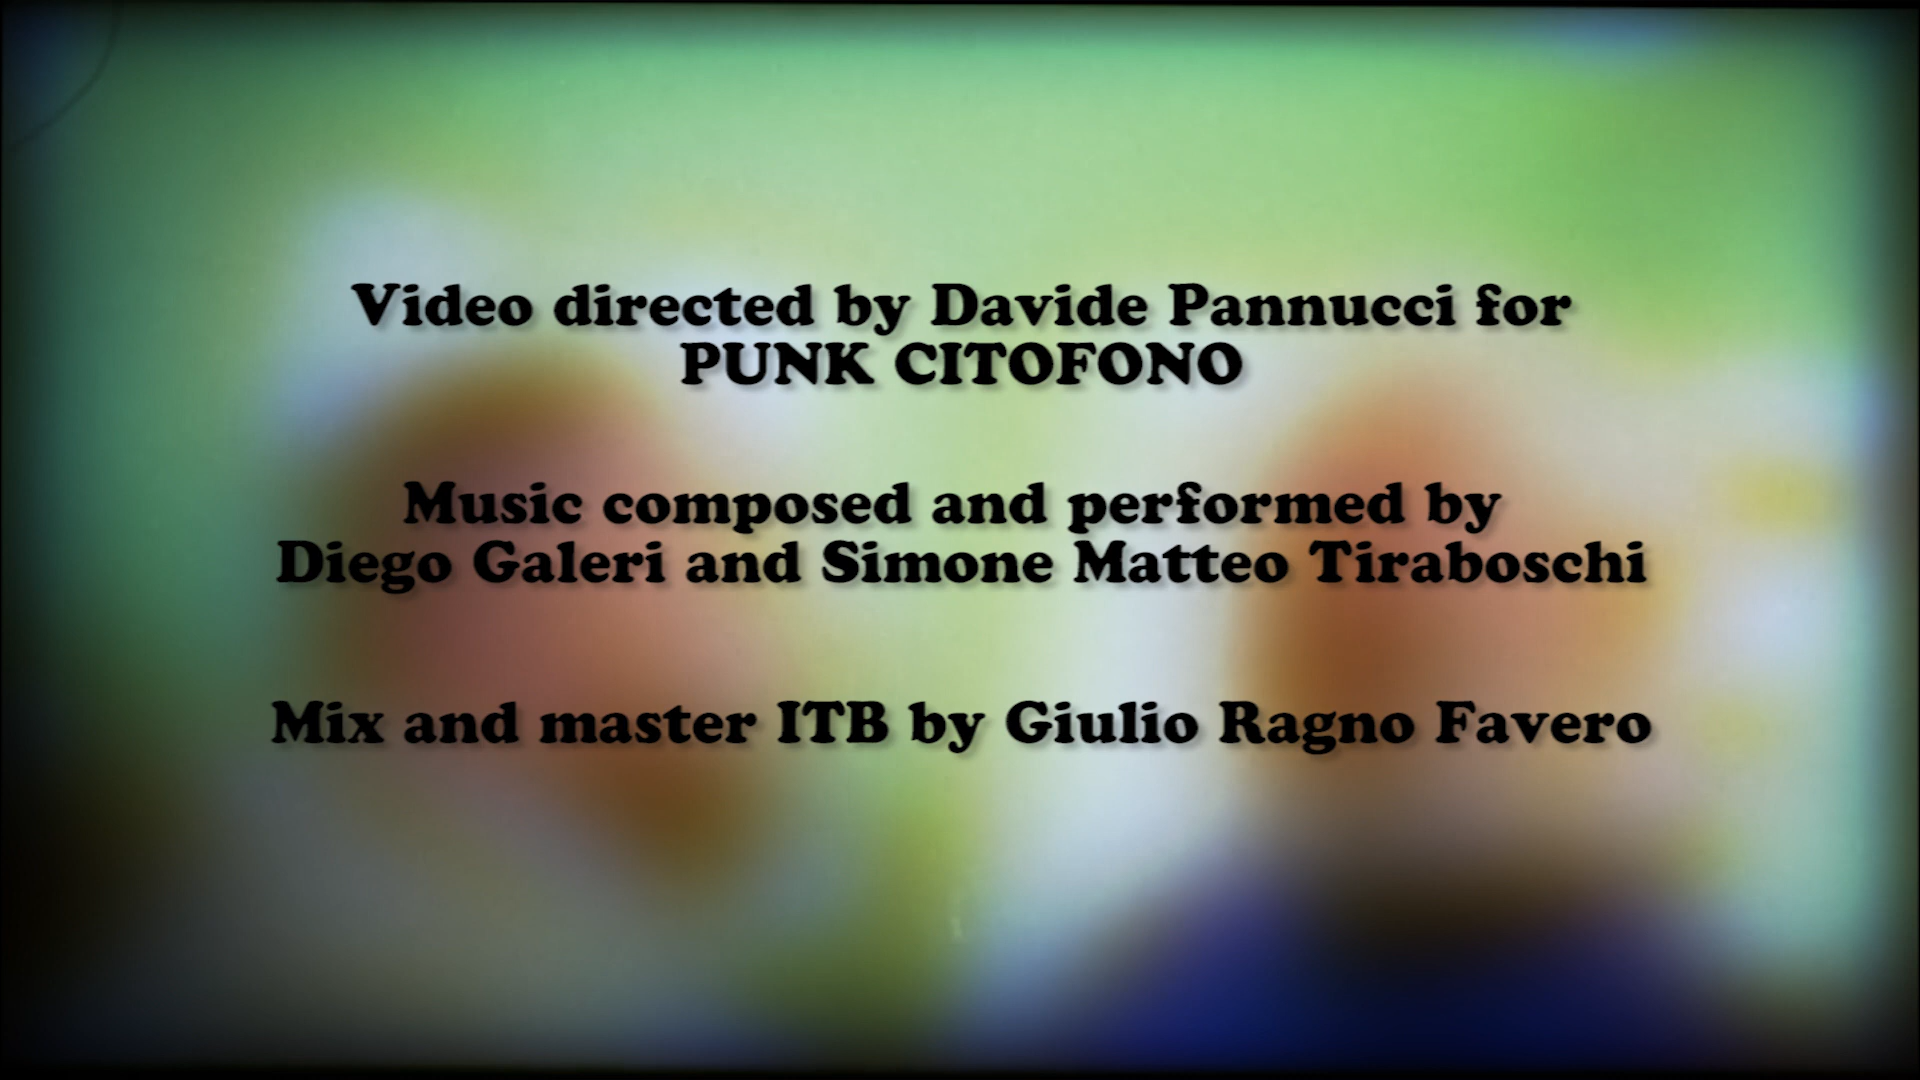 Video directed by Davide Pannucci for
PUNK CITOFONO
Music composed and performed by
Diego Galeri and Simone Matteo Tiraboschi
Mix and master ITB by Giulio Ragno Favero